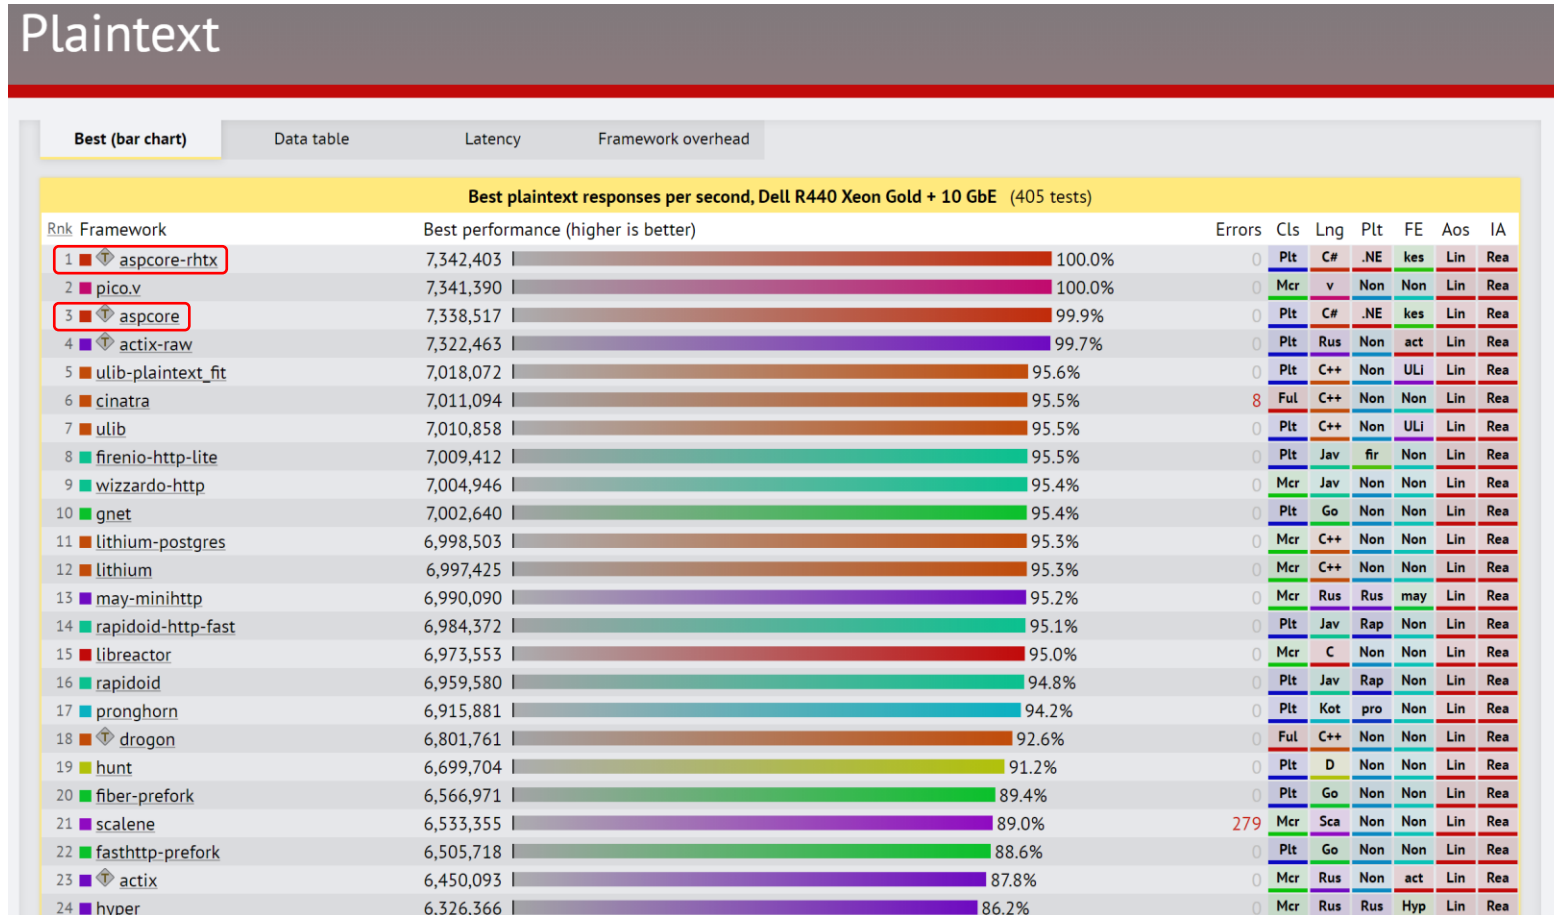 Plaintext
Best (bar chart) Data table Latency Framework overhead
Best plaintext responses per second, Dell R440 Xeon Gold + 10 GbE (405 tests)
Rnk Framework Best performance (higher is better) Errors Cls Lng Plt FE Aos IA
1 T aspcore-rhtx 7,342,403 100.0% 0 Plt C# .NE kes Lin Rea
2 pico.v 7,341,390 100.0% 0 Mcr v Non Non Lin Rea
3 T aspcore 7,338,517 99.9% 0 Plt C# .NE kes Lin Rea
4 T actix-raw 7,322,463 99.7% 0 Plt Rus Non act Lin Rea
5 ulib-plaintext_fit 7,018,072 95.6% 0 Plt C++ Non ULi Lin Rea
6 cinatra 7,011,094 95.5% 8 Ful C++ Non Non Lin Rea
7 ulib 7,010,858 95.5% 0 Plt C++ Non ULi Lin Rea
8 firenio-http-lite 7,009,412 95.5% 0 Plt Jav fir Non Lin Rea
9 wizzardo-http 7,004,946 95.4% 0 Mcr Jav Non Non Lin Rea
10 gnet 7,002,640 95.4% 0 Plt Go Non Non Lin Rea
11 lithium-postgres 6,998,503 95.3% 0 Mcr C++ Non Non Lin Rea
12 lithium 6,997,425 95.3% 0 Mcr C++ Non Non Lin Rea
13 may-minihttp 6,990,090 95.2% 0 Mcr Rus Rus may Lin Rea
14 rapidoid-http-fast 6,984,372 95.1% 0 Plt Jav Rap Non Lin Rea
15 libreactor 6,973,553 95.0% 0 Mcr C Non Non Lin Rea
16 rapidoid 6,959,580 94.8% 0 Plt Jav Rap Non Lin Rea
17 pronghorn 6,915,881 94.2% 0 Plt Kot pro Non Lin Rea
18 T drogon 6,801,761 92.6% 0 Ful C++ Non Non Lin Rea
19 hunt 6,699,704 91.2% 0 Plt D Non Non Lin Rea
20 fiber-prefork 6,566,971 89.4% 0 Plt Go Non Non Lin Rea
21 scalene 6,533,355 89.0% 279 Mcr Sca Non Non Lin Rea
22 fasthttp-prefork 6,505,718 88.6% 0 Plt Go Non Non Lin Rea
23 T actix 6,450,093 87.8% 0 Mcr Rus Non act Lin Rea
24 hyper 6,326,366 86.2% 0 Mcr Rus Rus Hyp Lin Rea